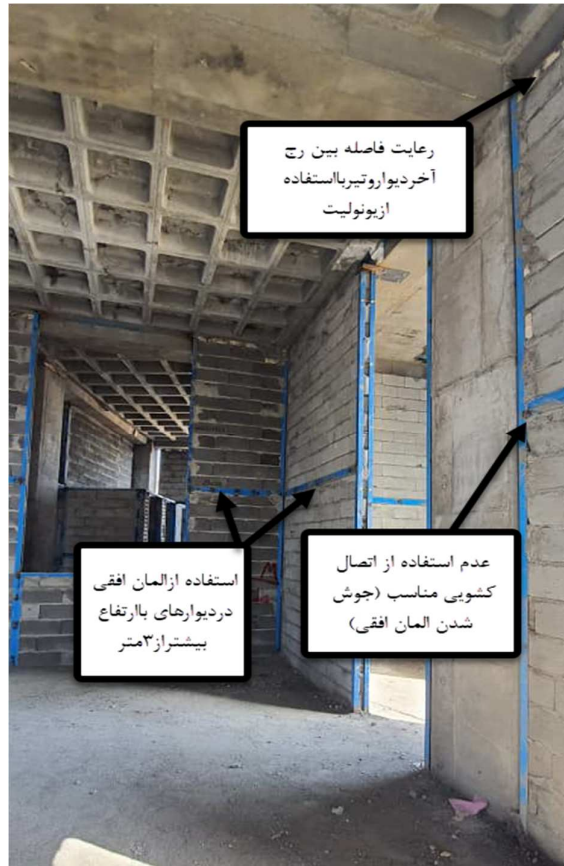 رعایت فاصله بین رج
آخردیواروتیربااستفاده
ازیونولیت
استفاده ازالمان افقی
دردیوارهای باارتفاع
بیشتراز۳متر
عدم استفاده از اتصال
کشویی مناسب (جوش
شدن المان افقی)